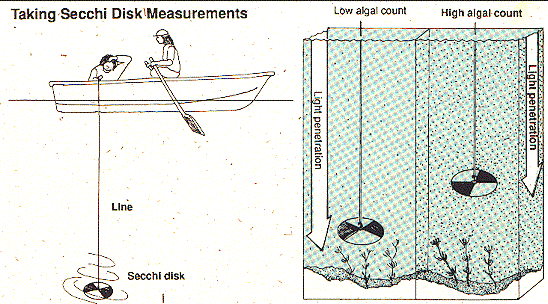 Taking Secchi Disk Measurements
Line
Secchi disk
Low algal count
High algal count
Light penetration
Light penetration